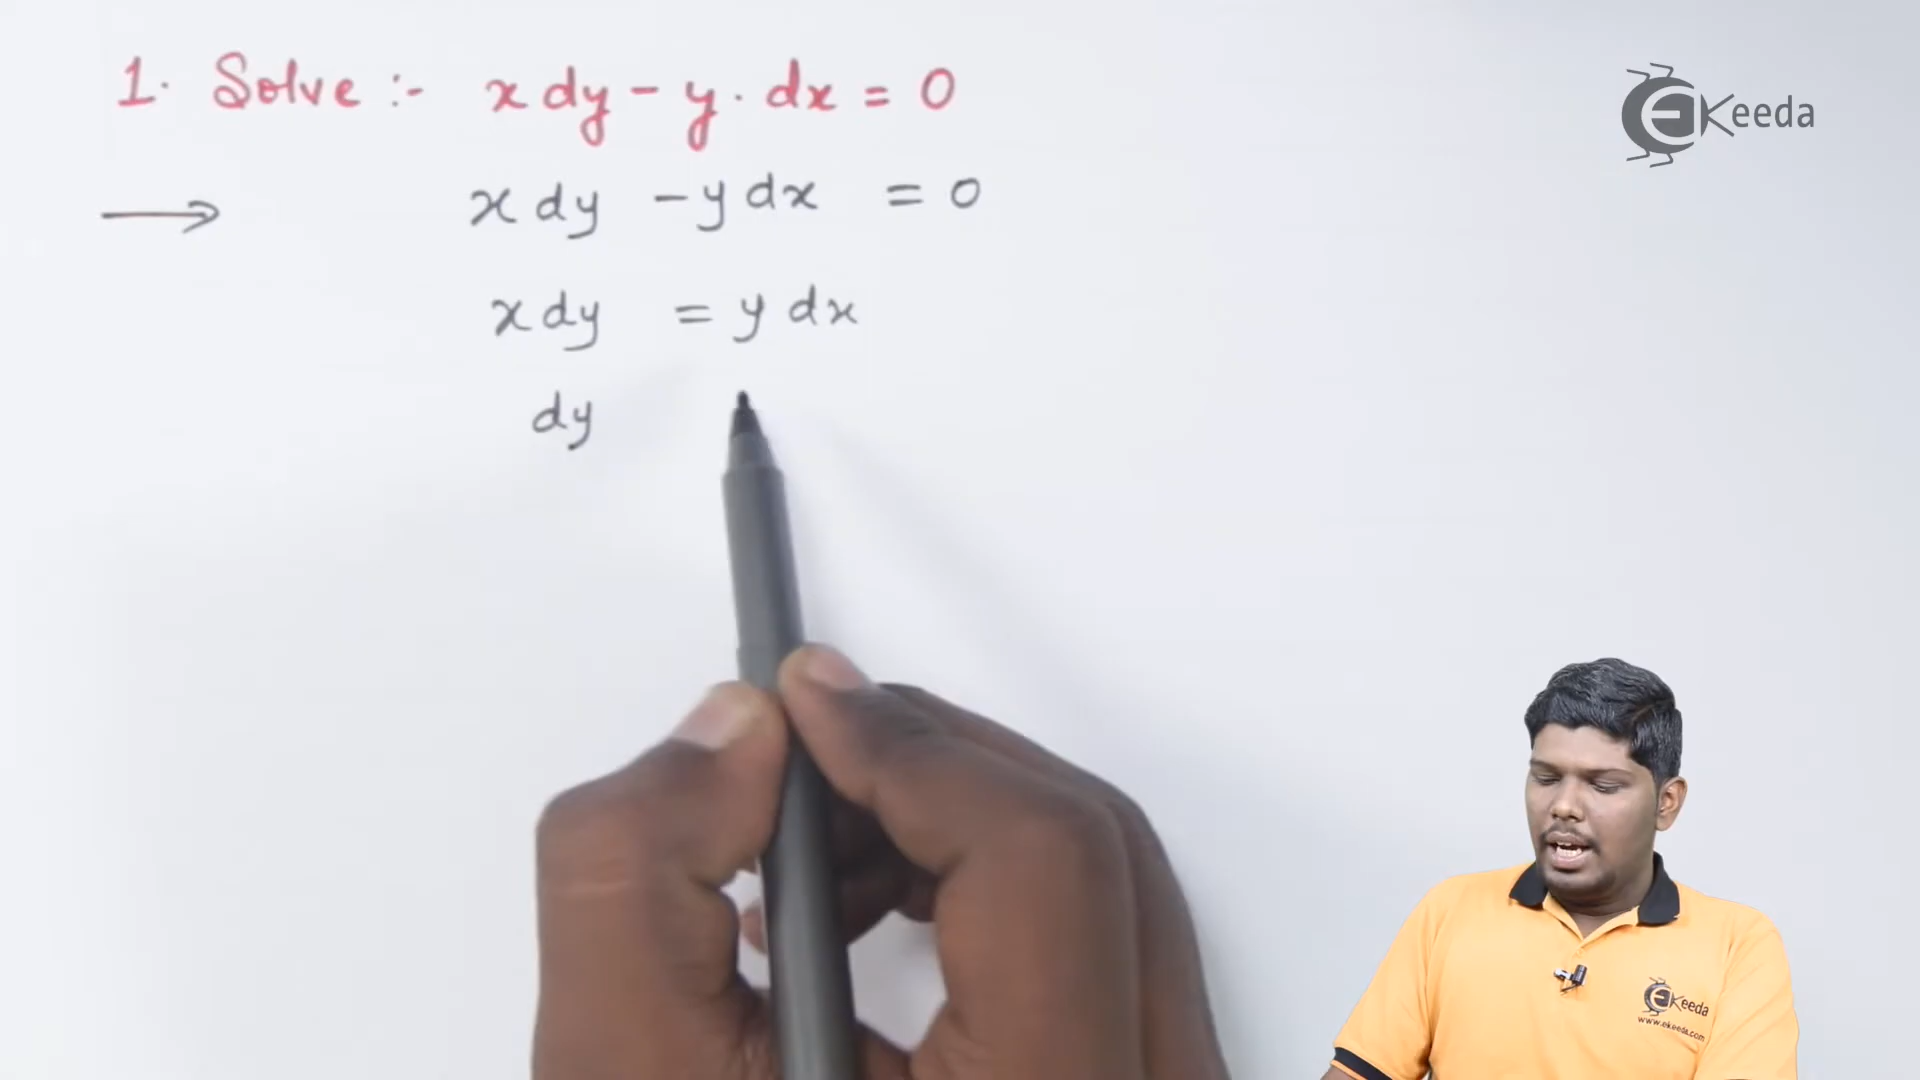 1. Solve :- x dy - y . dx = 0
EKeeda
x dy - y dx = 0
x dy = y dx
dy
EKeeda
www.ekeeda.com